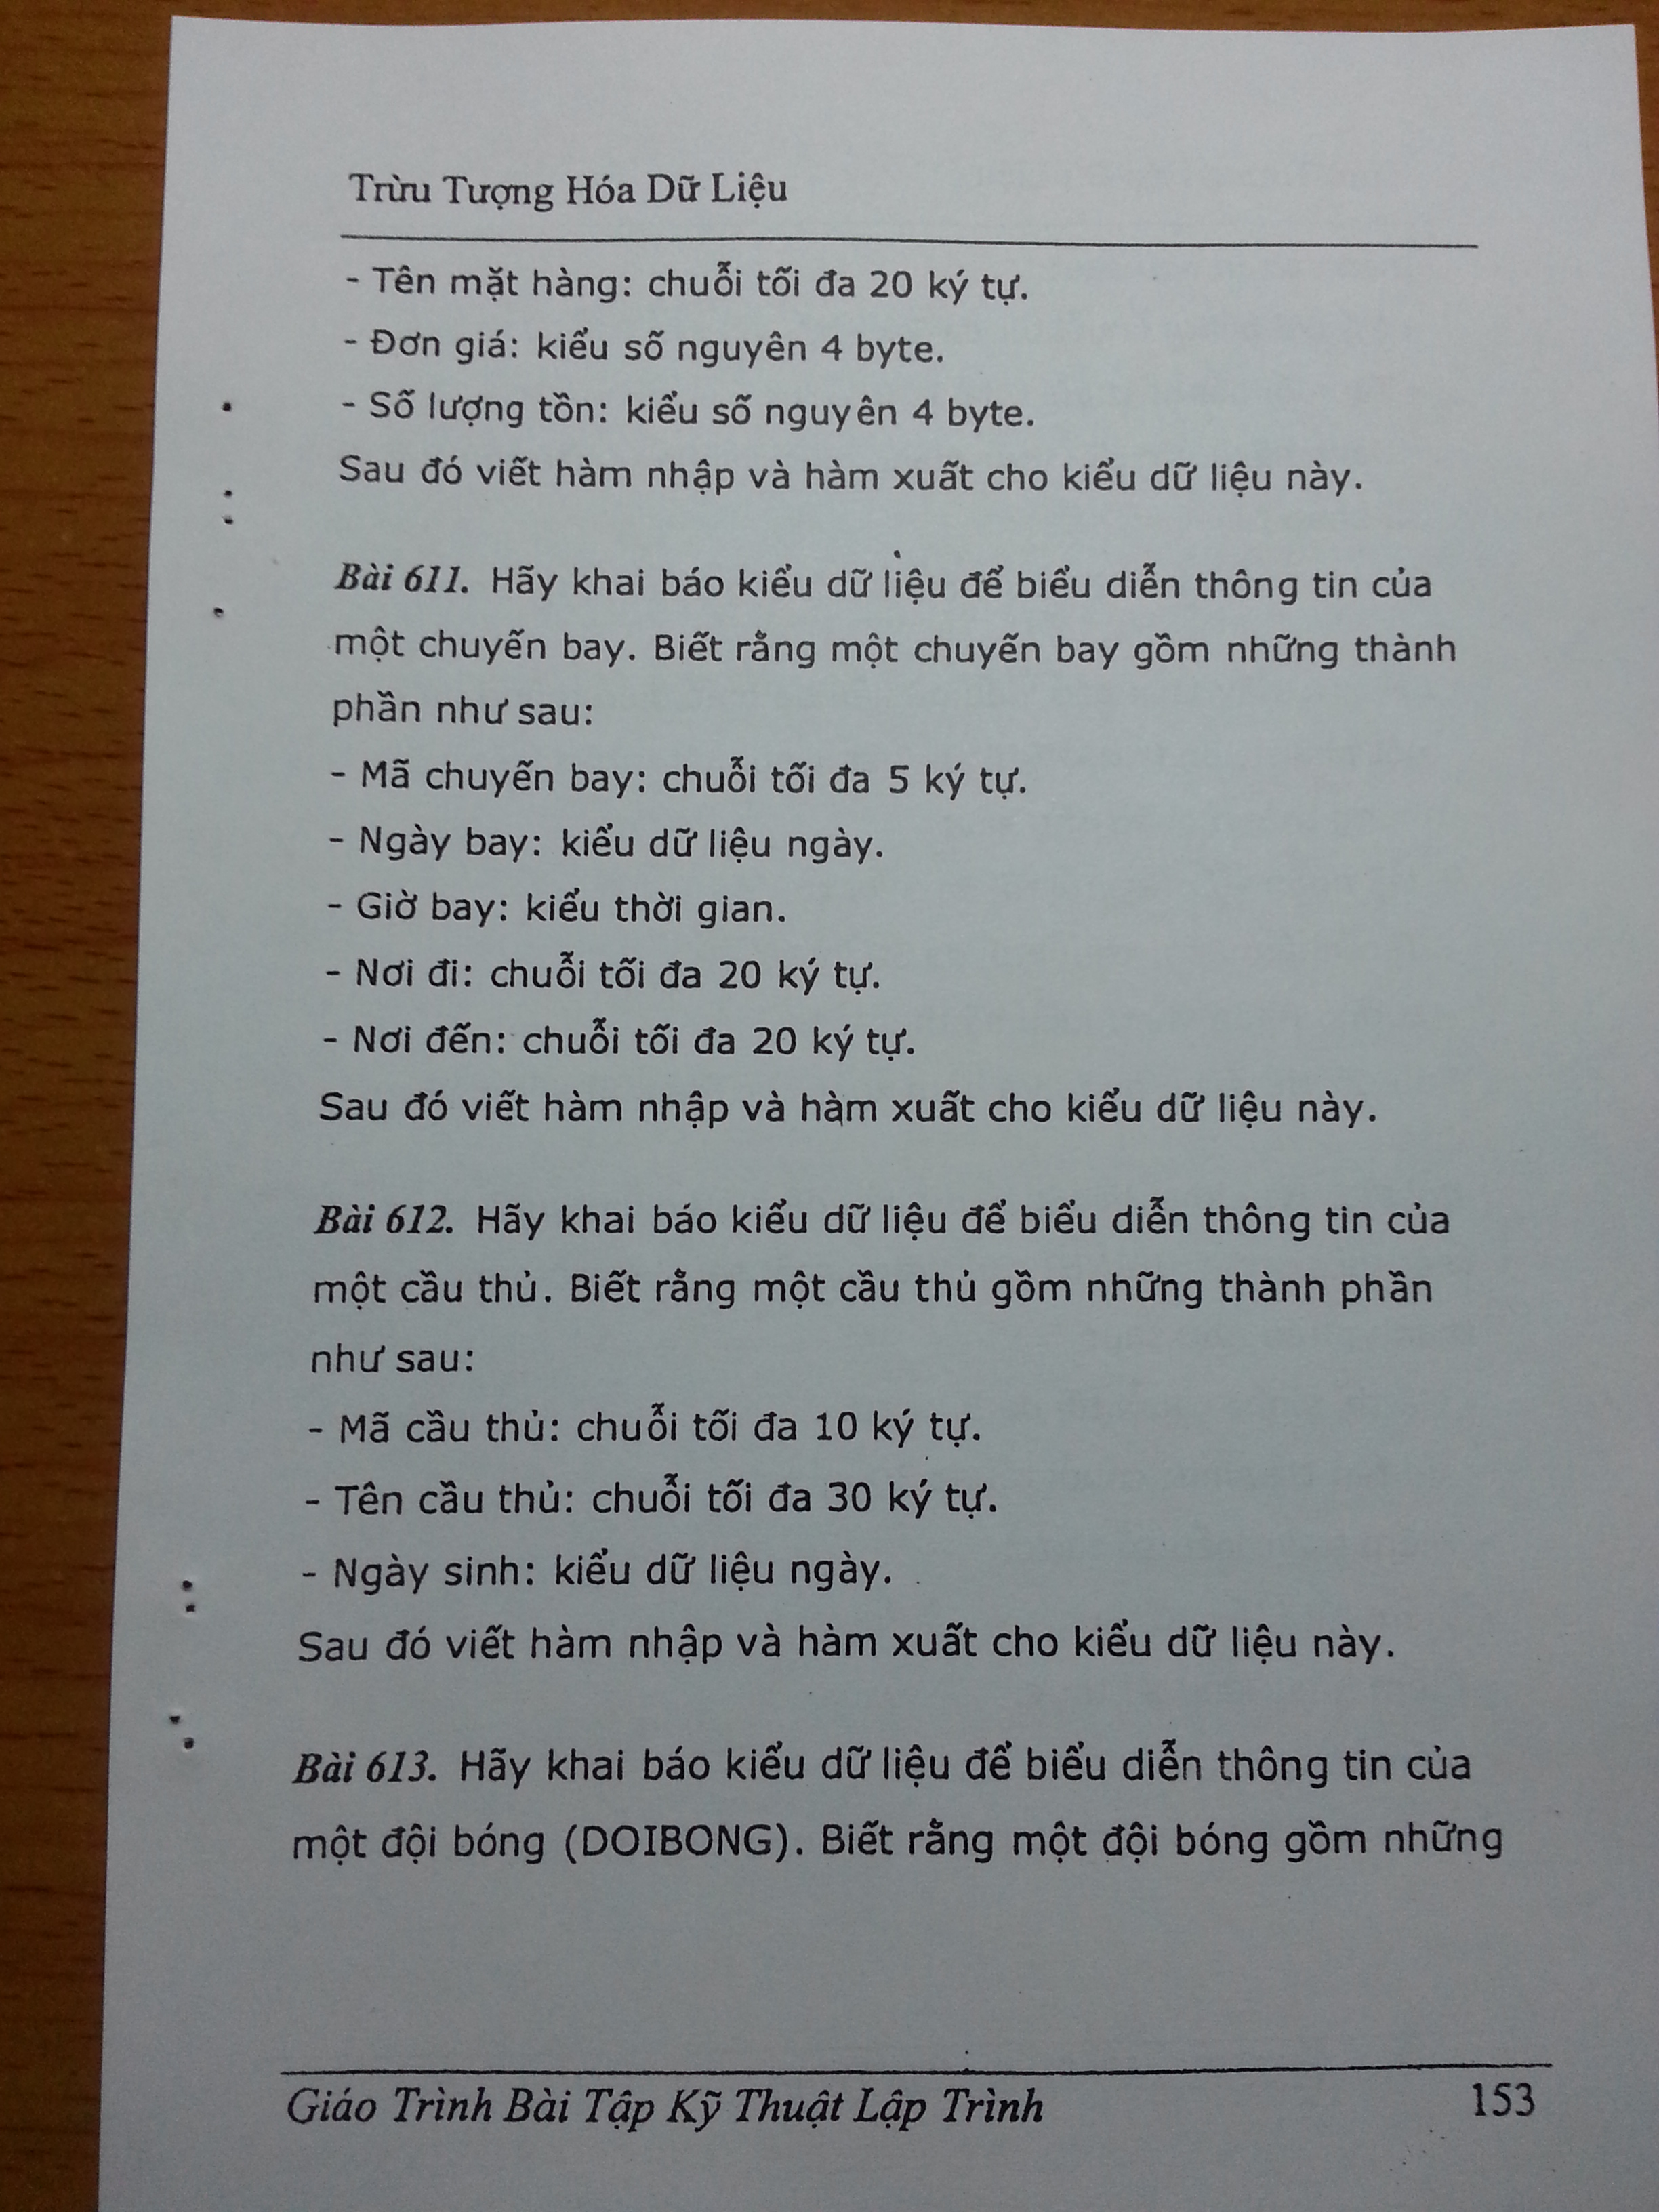 Trừu Tượng Hóa Dữ Liệu
- Tên mặt hàng: chuỗi tối đa 20 ký tự.
- Đơn giá: kiểu số nguyên 4 byte.
- Số lượng tồn: kiểu số nguyên 4 byte.
Sau đó viết hàm nhập và hàm xuất cho kiểu dữ liệu này.
Bài 611. Hãy khai báo kiểu dữ liệu để biểu diễn thông tin của
một chuyến bay. Biết rằng một chuyến bay gồm những thành
phần như sau:
- Mã chuyến bay: chuỗi tối đa 5 ký tự.
- Ngày bay: kiểu dữ liệu ngày.
- Giờ bay: kiểu thời gian.
- Nơi đi: chuỗi tối đa 20 ký tự.
- Nơi đến: chuỗi tối đa 20 ký tự.
Sau đó viết hàm nhập và hàm xuất cho kiểu dữ liệu này.
Bài 612. Hãy khai báo kiểu dữ liệu để biểu diễn thông tin của
một cầu thủ. Biết rằng một cầu thủ gồm những thành phần
như sau:
- Mã cầu thủ: chuỗi tối đa 10 ký tự.
- Tên cầu thủ: chuỗi tối đa 30 ký tự.
- Ngày sinh: kiểu dữ liệu ngày.
Sau đó viết hàm nhập và hàm xuất cho kiểu dữ liệu này.
Bài 613. Hãy khai báo kiểu dữ liệu để biểu diễn thông tin của
một đội bóng (DOIBONG). Biết rằng một đội bóng gồm những
Giáo Trình Bài Tập Kỹ Thuật Lập Trình 153